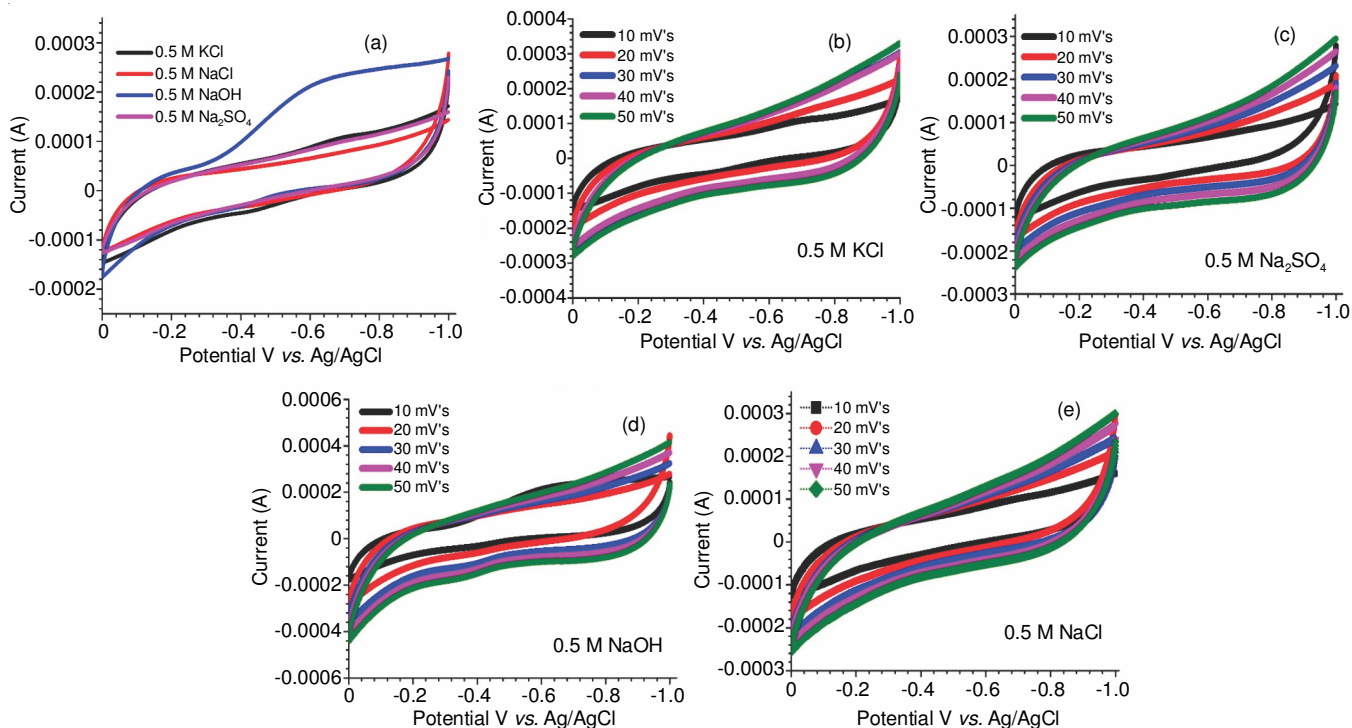 (a)
0.5 M KCl
0.5 M NaCl
0.5 M NaOH
0.5 M Na₂SO₄
0.0003
0.0002
0.0001
0
-0.0001
-0.0002
Current (A)
0 -0.2 -0.4 -0.6 -0.8 -1.0
Potential V vs. Ag/AgCl
(b)
10 mV's
20 mV's
30 mV's
40 mV's
50 mV's
0.0004
0.0003
0.0002
0.0001
0
-0.0001
-0.0002
-0.0003
-0.0004
Current (A)
0.5 M KCl
0 -0.2 -0.4 -0.6 -0.8 -1.0
Potential V vs. Ag/AgCl
(c)
10 mV's
20 mV's
30 mV's
40 mV's
50 mV's
0.0003
0.0002
0.0001
0
-0.0001
-0.0002
-0.0003
Current (A)
0.5 M Na₂SO₄
0 -0.2 -0.4 -0.6 -0.8 -1.0
Potential V vs. Ag/AgCl
(d)
10 mV's
20 mV's
30 mV's
40 mV's
50 mV's
0.0006
0.0004
0.0002
0
-0.0002
-0.0004
-0.0006
Current (A)
0.5 M NaOH
0 -0.2 -0.4 -0.6 -0.8 -1.0
Potential V vs. Ag/AgCl
(e)
10 mV's
20 mV's
30 mV's
40 mV's
50 mV's
0.0003
0.0002
0.0001
0
-0.0001
-0.0002
-0.0003
Current (A)
0.5 M NaCl
0 -0.2 -0.4 -0.6 -0.8 -1.0
Potential V vs. Ag/AgCl